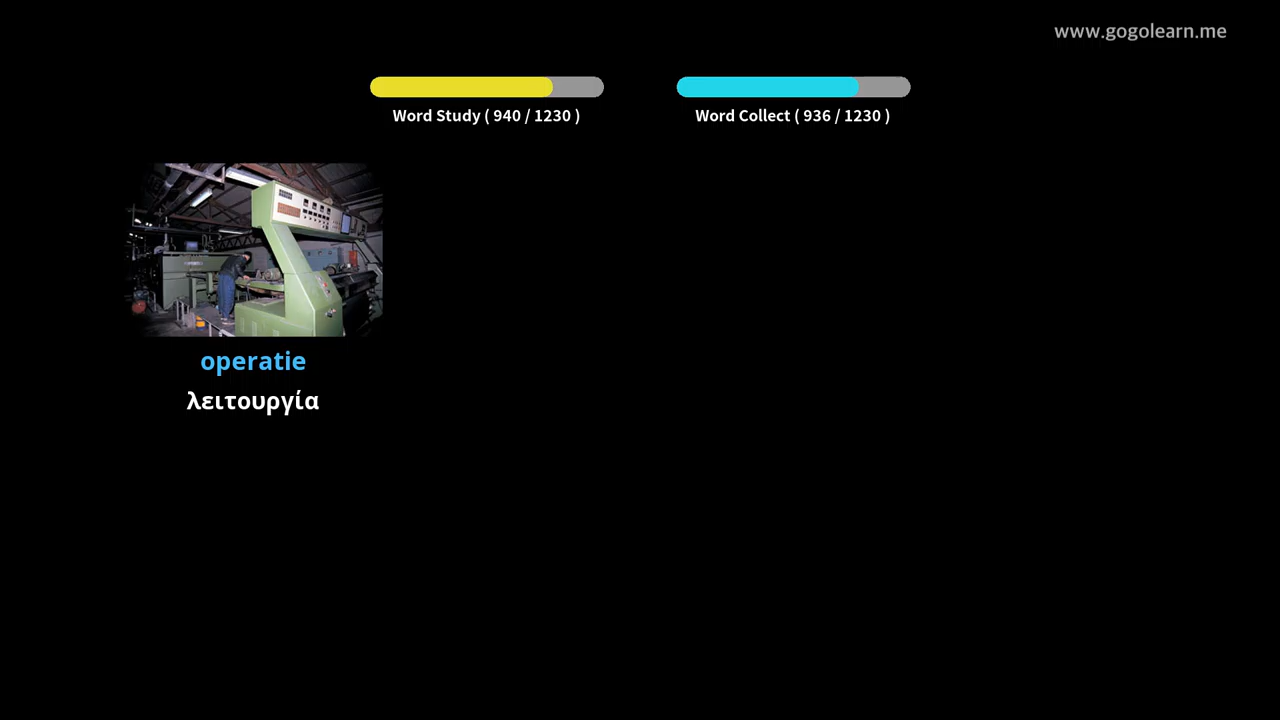 www.gogolearn.me
Word Study ( 940 / 1230 )
Word Collect ( 936 / 1230 )
operatie
λειτουργία